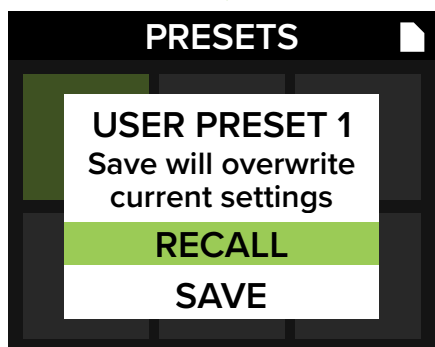 PRESETS
USER PRESET 1
Save will overwrite
current settings
RECALL
SAVE